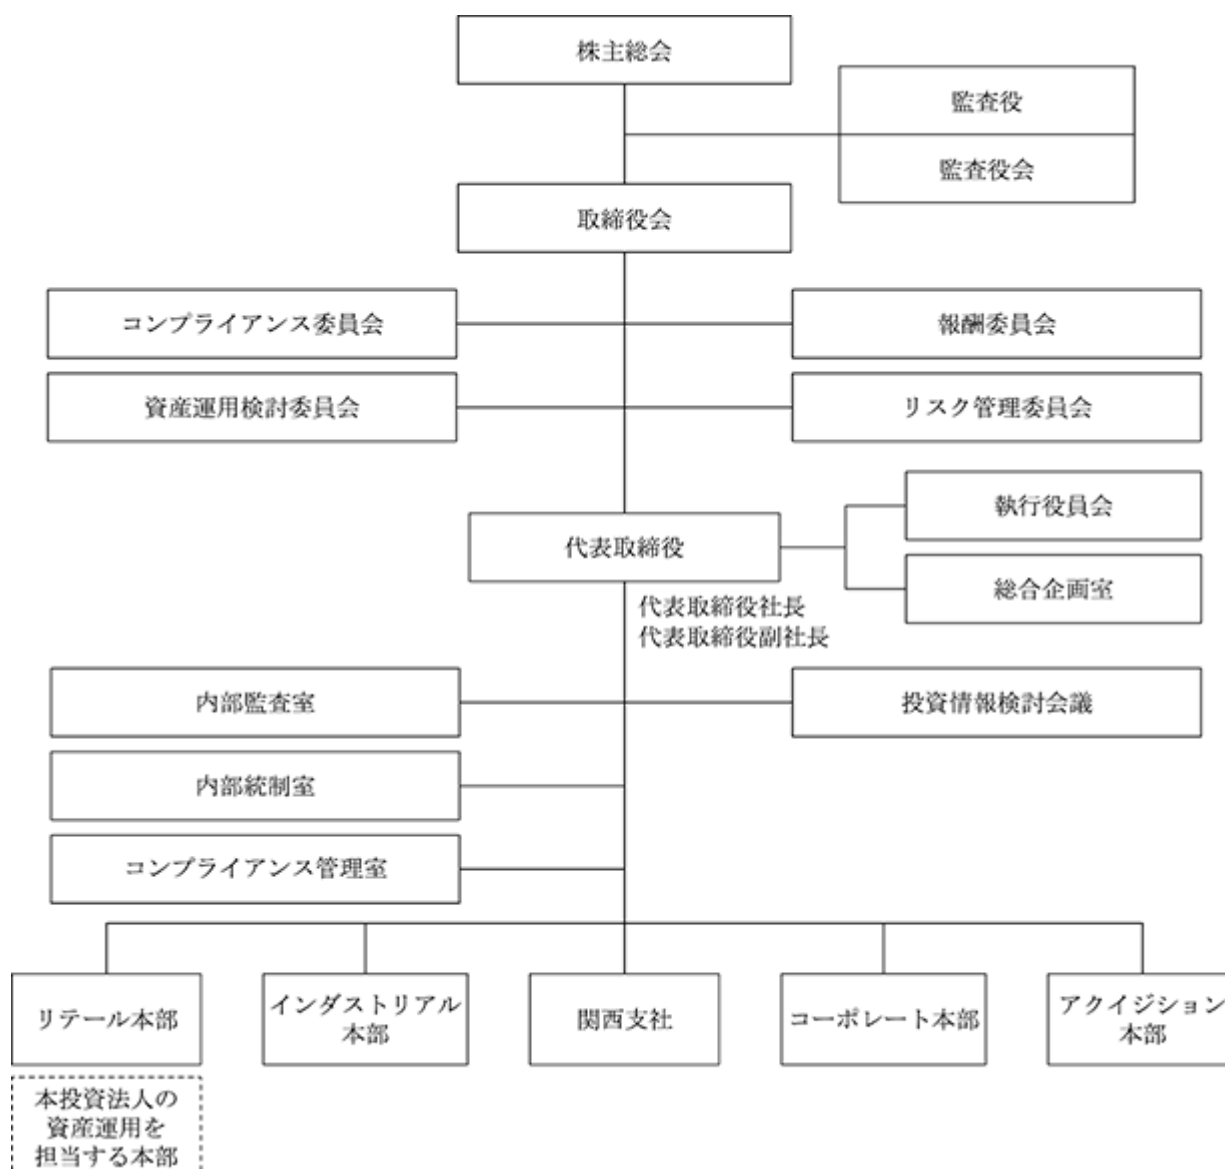 株主総会
監査役
監査役会
取締役会
コンプライアンス委員会
報酬委員会
資産運用検討委員会
リスク管理委員会
執行役員会
代表取締役
総合企画室
代表取締役社長
代表取締役副社長
内部監査室
投資情報検討会議
内部統制室
コンプライアンス管理室
リテール本部
インダストリアル
本部
関西支社
コーポレート本部
アクイジション
本部
本投資法人の
資産運用を
担当する本部